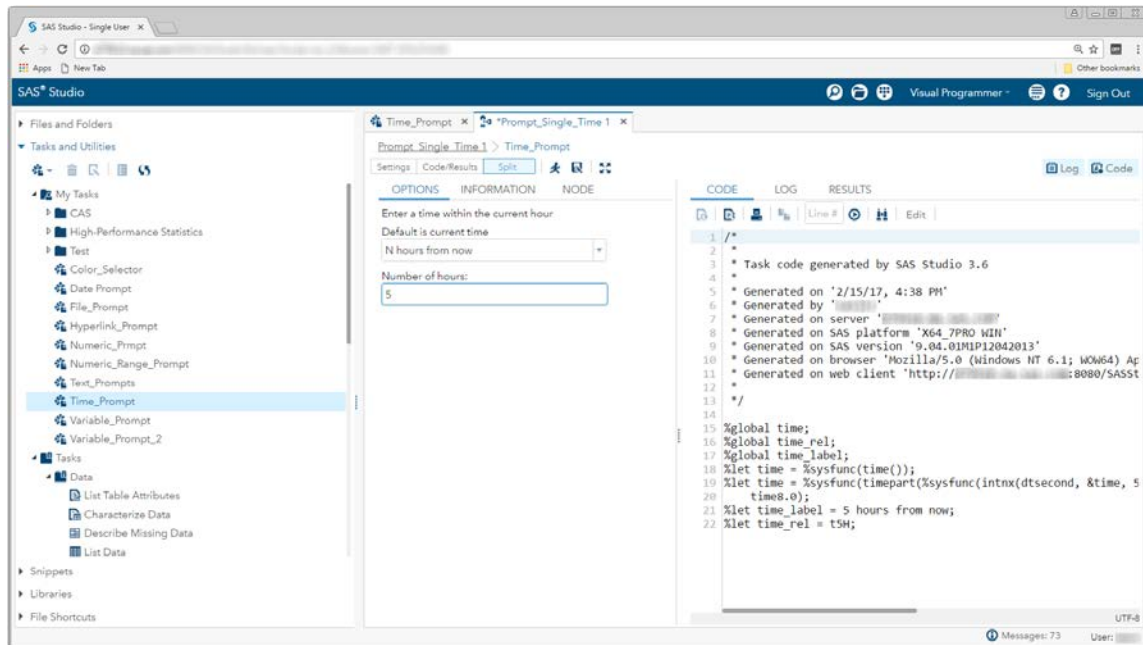 SAS Studio - Single User
Apps New Tab
Other bookmarks
SAS® Studio
Visual Programmer
Sign Out
Files and Folders
Tasks and Utilities
My Tasks
CAS
High-Performance Statistics
Test
Color_Selector
Date Prompt
File_Prompt
Hyperlink_Prompt
Numeric_Prmpt
Numeric_Range_Prompt
Text_Prompts
Time_Prompt
Variable_Prompt
Variable_Prompt_2
Tasks
Data
List Table Attributes
Characterize Data
Describe Missing Data
List Data
Snippets
Libraries
File Shortcuts
Time_Prompt
*Prompt_Single_Time 1
Prompt_Single_Time 1 > Time_Prompt
Settings Code/Results Split
Log Code
OPTIONS INFORMATION NODE
Enter a time within the current hour
Default is current time
N hours from now
Number of hours:
5
CODE LOG RESULTS
Line # Edit
1 /*
2 *
3 * Task code generated by SAS Studio 3.6
4 *
5 * Generated on '2/15/17, 4:38 PM'
6 * Generated by '
7 * Generated on server '
8 * Generated on SAS platform 'X64_7PRO WIN'
9 * Generated on SAS version '9.04.01M1P12042013'
10 * Generated on browser 'Mozilla/5.0 (Windows NT 6.1; WOW64) Ap
11 * Generated on web client 'http:// :8080/SASSt
12 *
13 */
14
15 %global time;
16 %global time_rel;
17 %global time_label;
18 %let time = %sysfunc(time());
19 %let time = %sysfunc(timepart(%sysfunc(intnx(dtsecond, &time, 5
20 time8.0);
21 %let time_label = 5 hours from now;
22 %let time_rel = t5H;
UTF-8
Messages: 73
User: